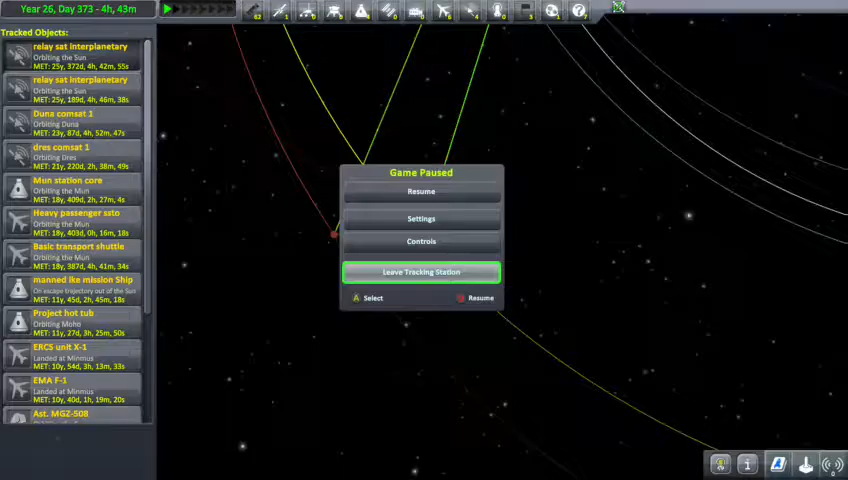 Year 26, Day 373 - 4h, 43m
Tracked Objects:
relay sat interplanetary
Orbiting the Sun
MET: 25y, 372d, 4h, 42m, 55s
relay sat interplanetary
Orbiting the Sun
MET: 25y, 189d, 4h, 46m, 38s
Duna comsat 1
Orbiting Duna
MET: 23y, 87d, 4h, 52m, 47s
dres comsat 1
Orbiting Dres
MET: 21y, 220d, 2h, 38m, 49s
Mun station core
Orbiting the Mun
MET: 18y, 409d, 2h, 27m, 4s
Heavy passenger ssto
Orbiting the Mun
MET: 18y, 403d, 0h, 16m, 18s
Basic transport shuttle
Orbiting the Mun
MET: 18y, 387d, 4h, 41m, 34s
manned ike mission Ship
On escape trajectory out of the Sun
MET: 11y, 45d, 2h, 45m, 18s
Project hot tub
Orbiting Moho
MET: 11y, 27d, 3h, 25m, 50s
ERCS unit X-1
Landed at Minmus
MET: 10y, 54d, 3h, 13m, 33s
EMA F-1
Landed at Minmus
MET: 10y, 40d, 1h, 19m, 20s
Ast. MGZ-508
Game Paused
Resume
Settings
Controls
Leave Tracking Station
A Select
Resume